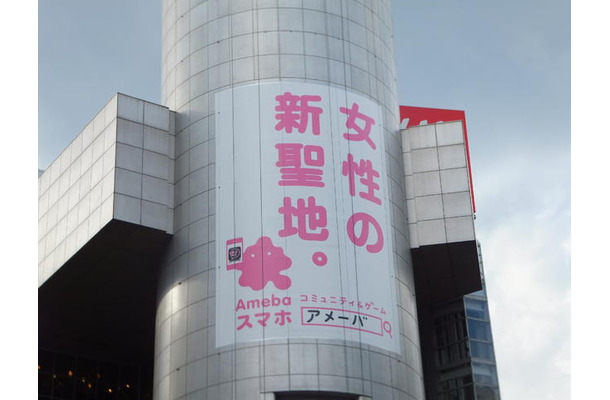 女性の
新聖地。
Ameba
スマホ
コミュニティ&ゲーム
アメーバ